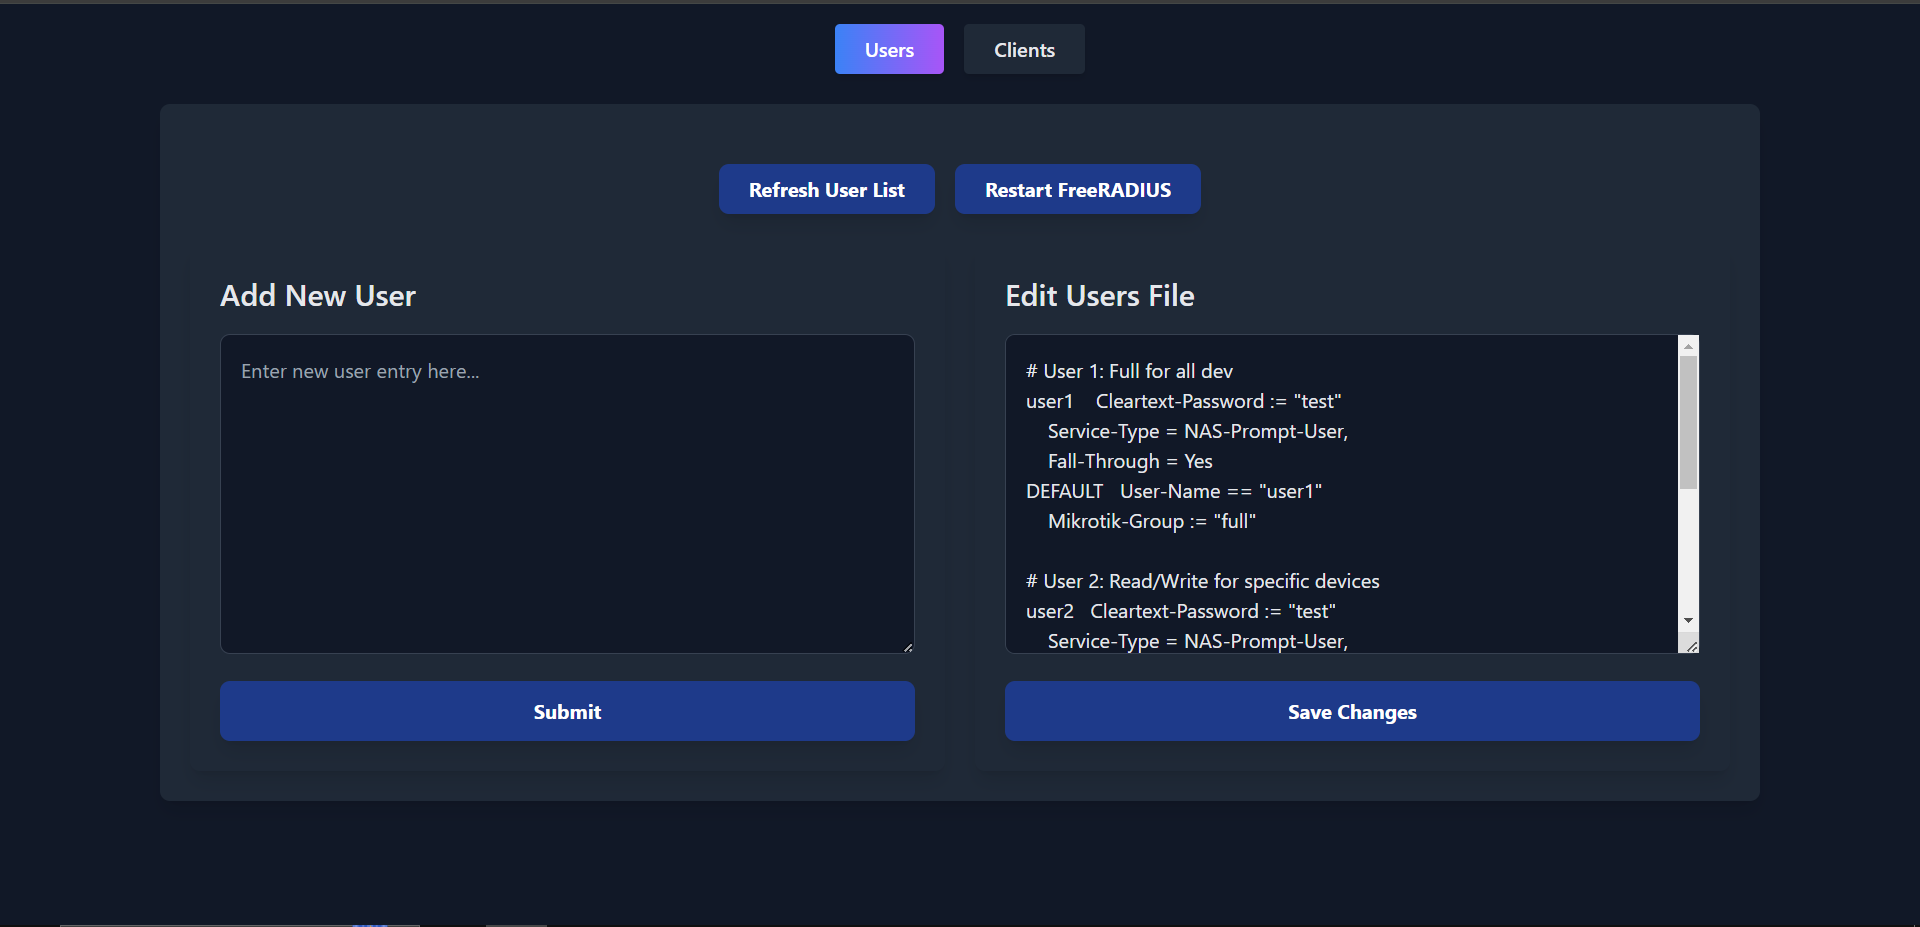 Users
Clients
Refresh User List
Restart FreeRADIUS
Add New User
Enter new user entry here...
Submit
Edit Users File
# User 1: Full for all dev
user1    Cleartext-Password := "test"
    Service-Type = NAS-Prompt-User,
    Fall-Through = Yes
DEFAULT   User-Name == "user1"
    Mikrotik-Group := "full"

# User 2: Read/Write for specific devices
user2   Cleartext-Password := "test"
    Service-Type = NAS-Prompt-User,
Save Changes